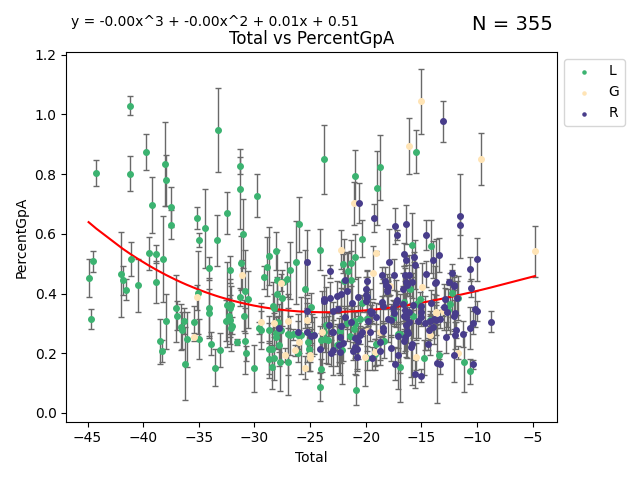 y = -0.00x^3 + -0.00x^2 + 0.01x + 0.51
N = 355
Total vs PercentGpA
L
G
R
PercentGpA
1.2
1.0
0.8
0.6
0.4
0.2
0.0
−45 −40 −35 −30 −25 −20 −15 −10 −5
Total